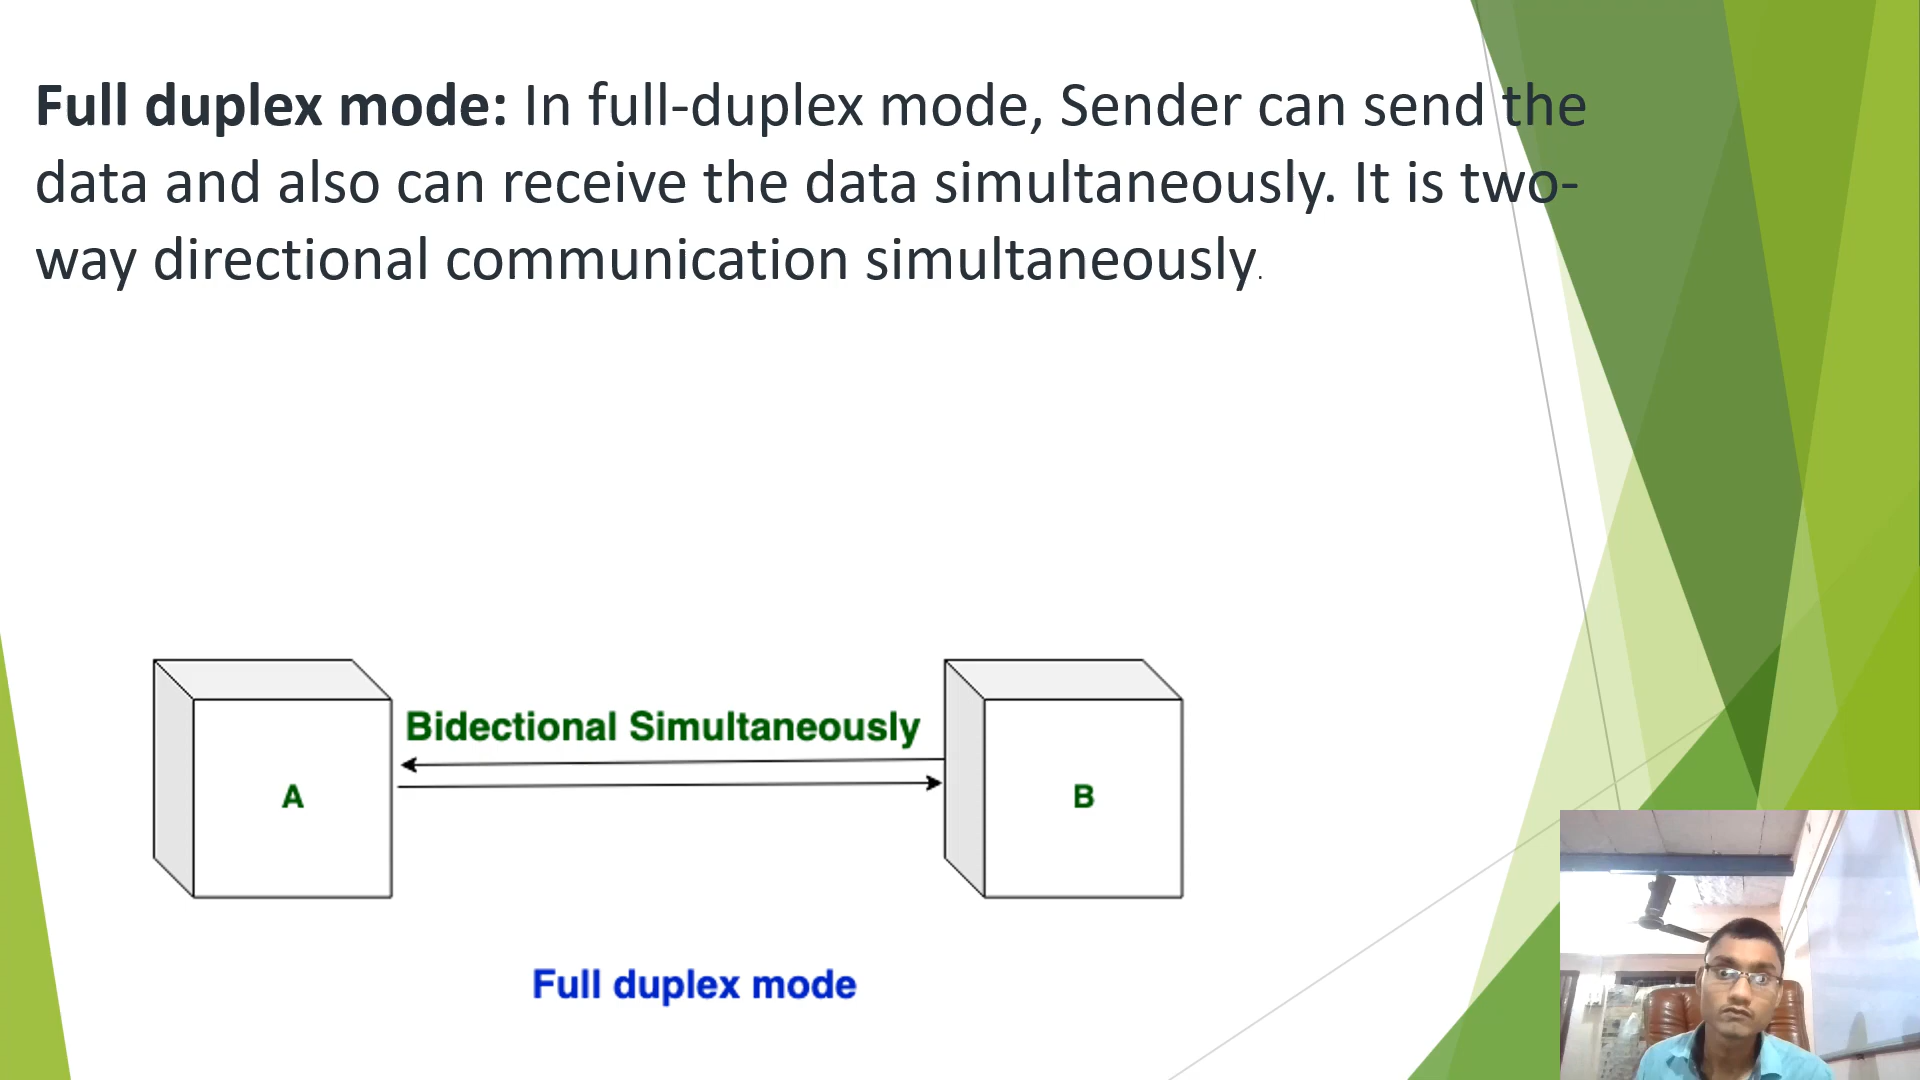 Full duplex mode: In full-duplex mode, Sender can send the
data and also can receive the data simultaneously. It is two-
way directional communication simultaneously.
Bidectional Simultaneously
A
B
Full duplex mode